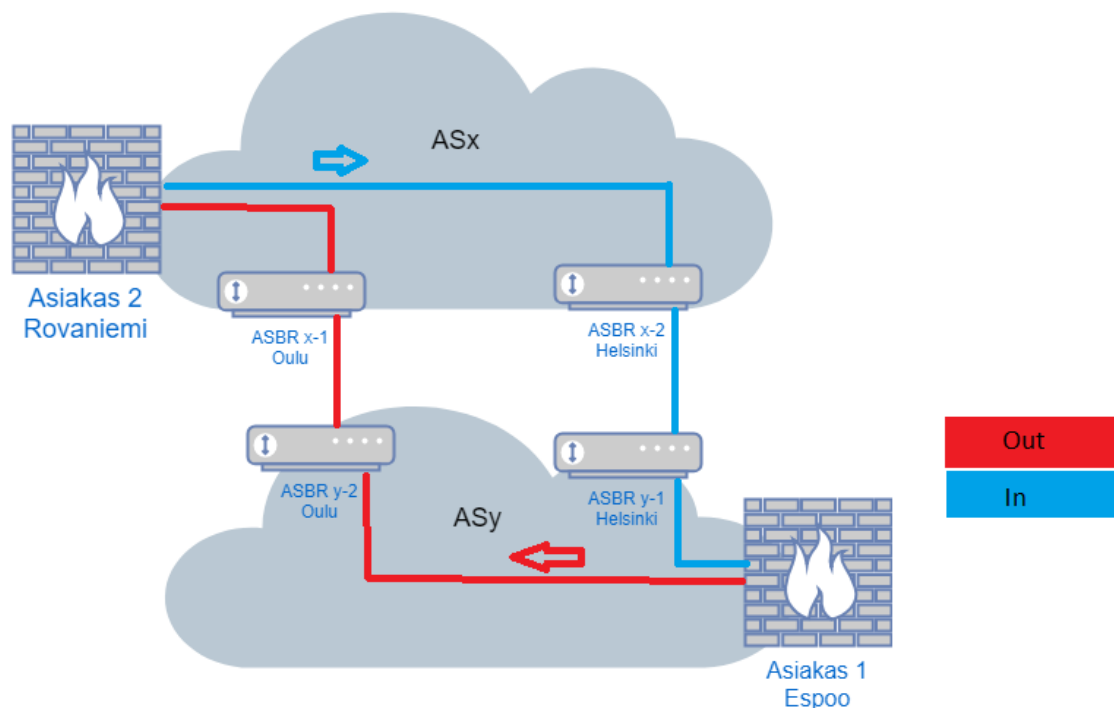 ASx
Asiakas 2
Rovaniemi
ASBR x-1
Oulu
ASBR x-2
Helsinki
ASBR y-2
Oulu
ASBR y-1
Helsinki
ASy
Out
In
Asiakas 1
Espoo